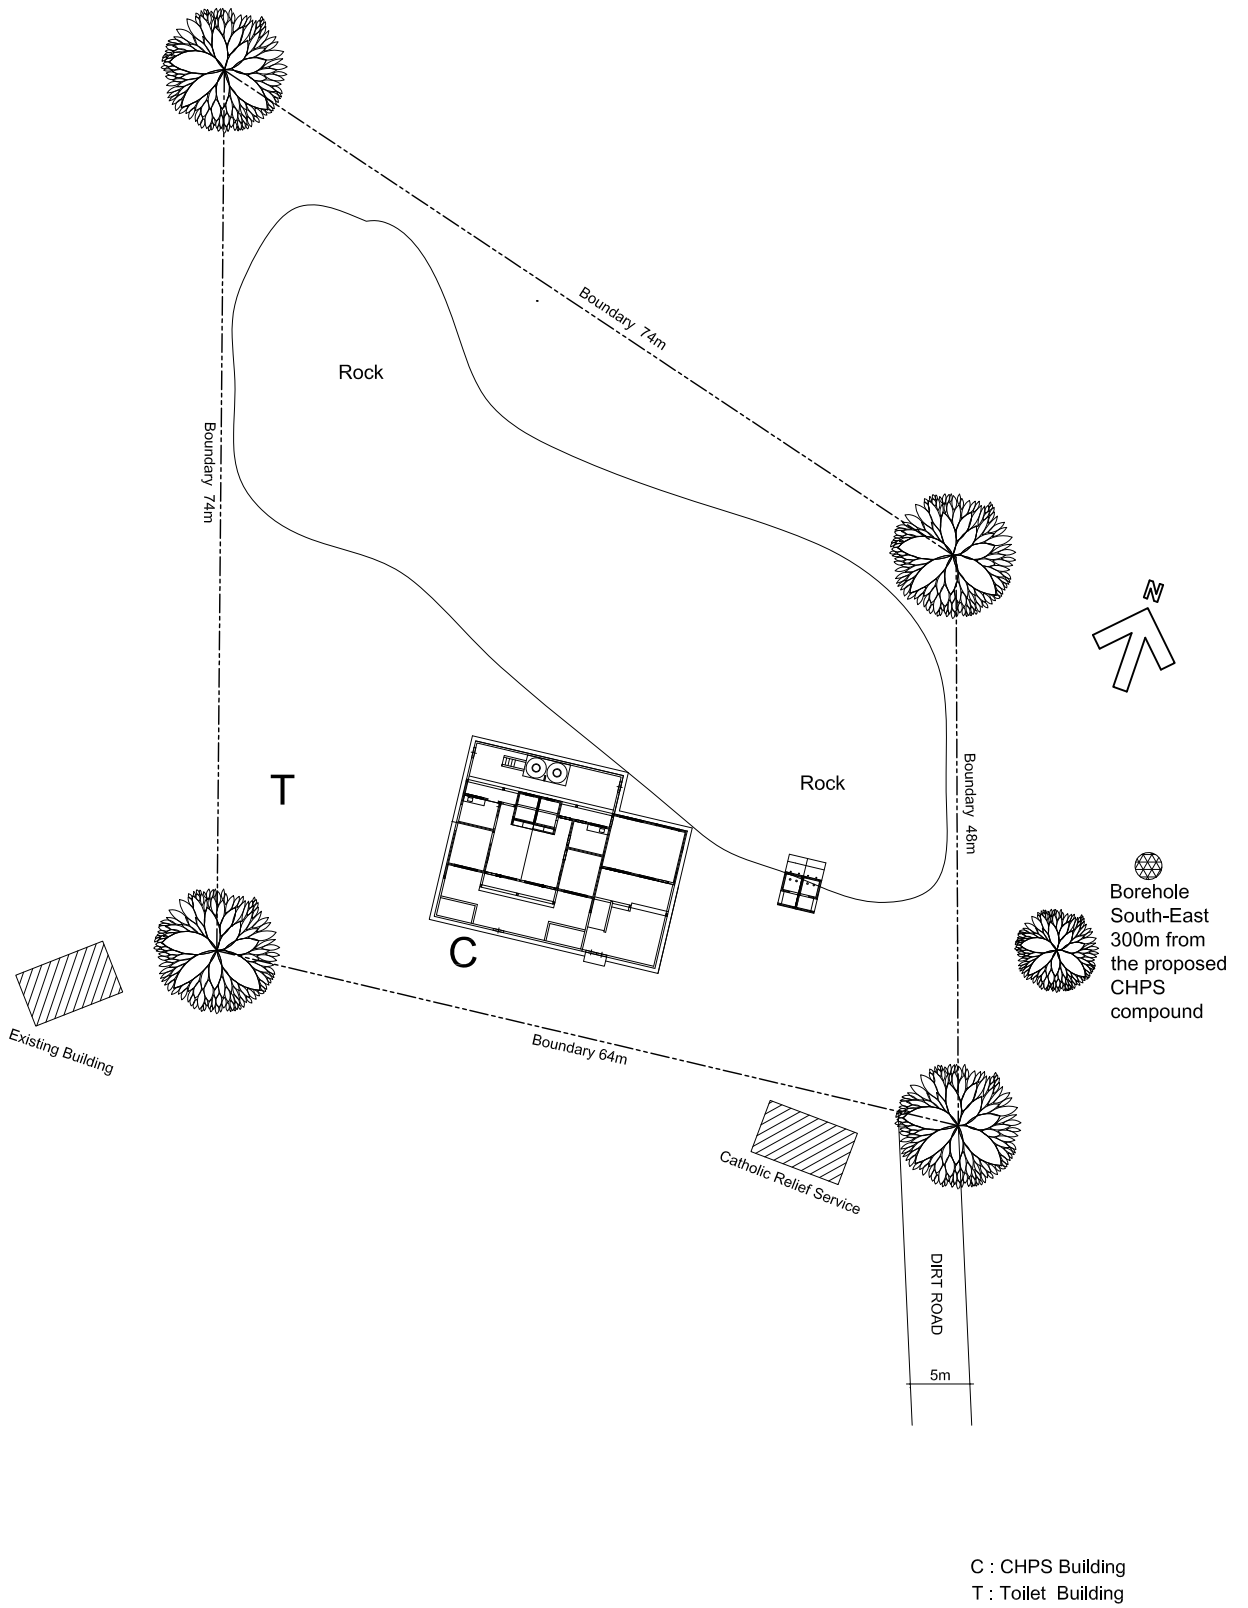 Boundary 74m
Rock
Boundary 74m
N
T
Rock
Boundary 48m
Borehole
South-East
300m from
the proposed
CHPS
compound
C
Existing Building
Boundary 64m
Catholic Relief Service
DIRT ROAD
5m
C : CHPS Building
T : Toilet Building